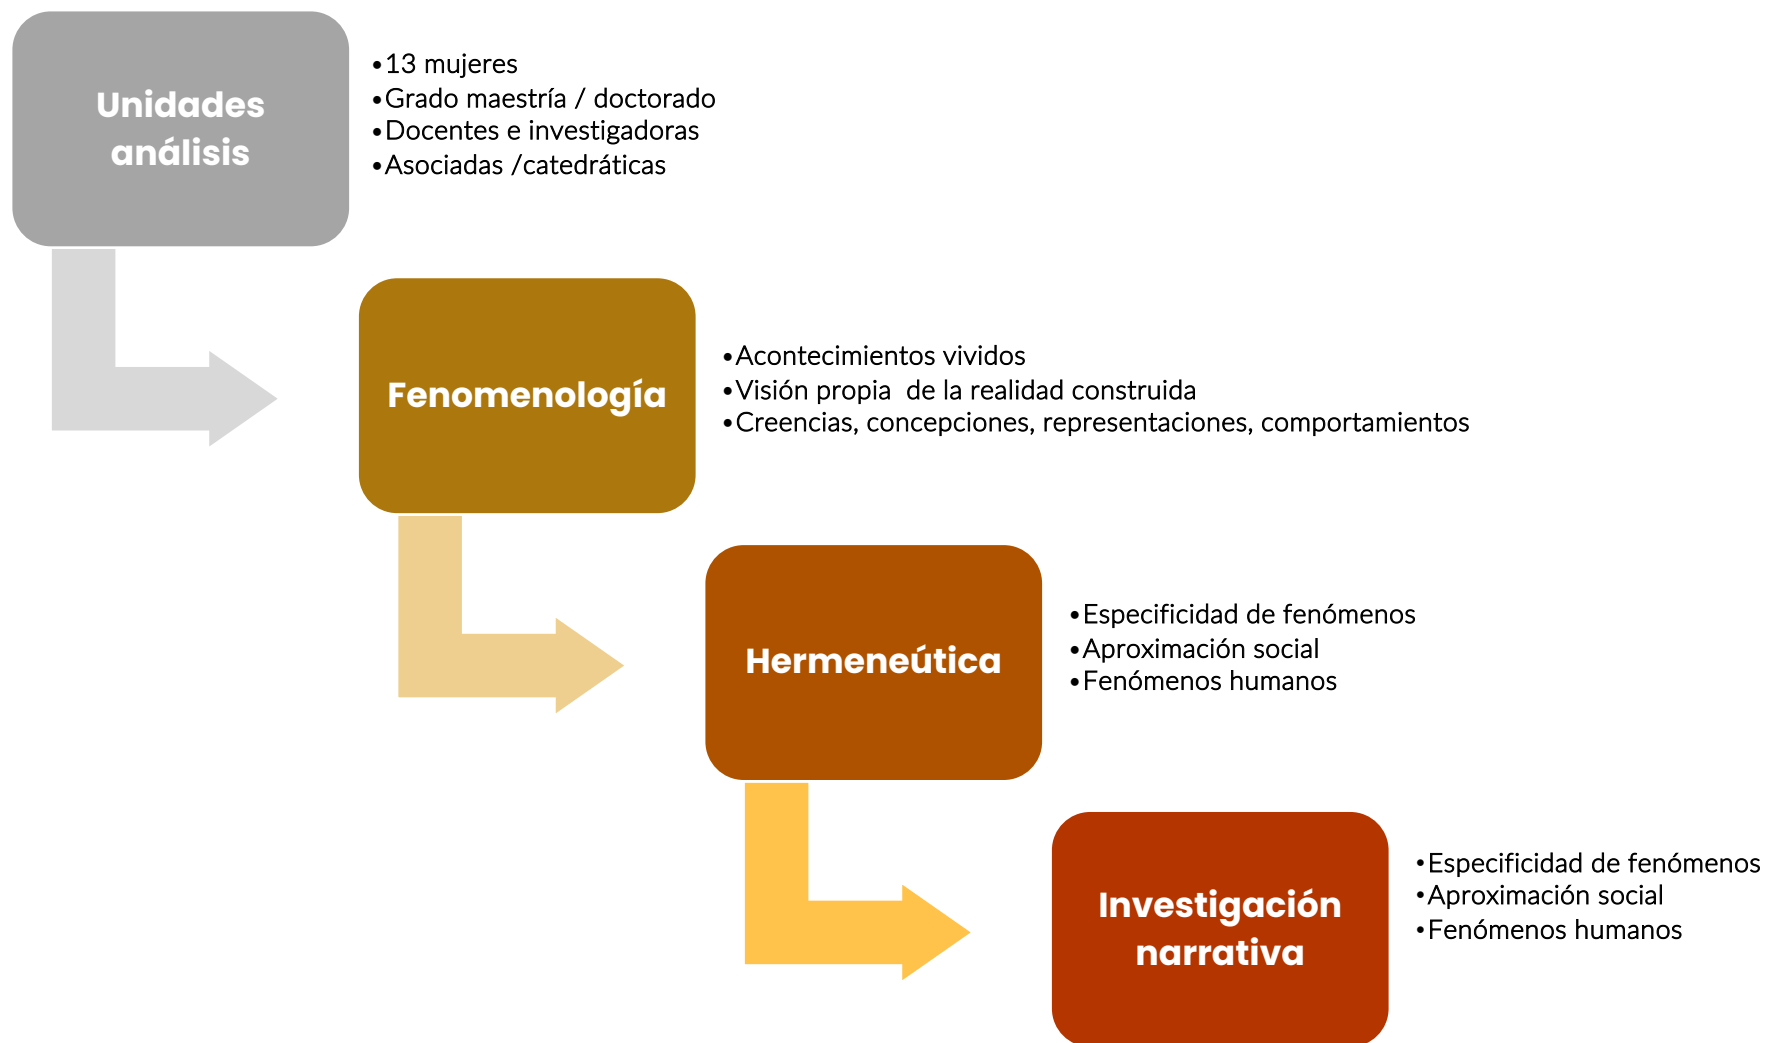 Unidades
análisis
•13 mujeres
•Grado maestría / doctorado
•Docentes e investigadoras
•Asociadas /catedráticas
Fenomenología
•Acontecimientos vividos
•Visión propia  de la realidad construida
•Creencias, concepciones, representaciones, comportamientos
Hermeneútica
•Especificidad de fenómenos
•Aproximación social
•Fenómenos humanos
Investigación
narrativa
•Especificidad de fenómenos
•Aproximación social
•Fenómenos humanos